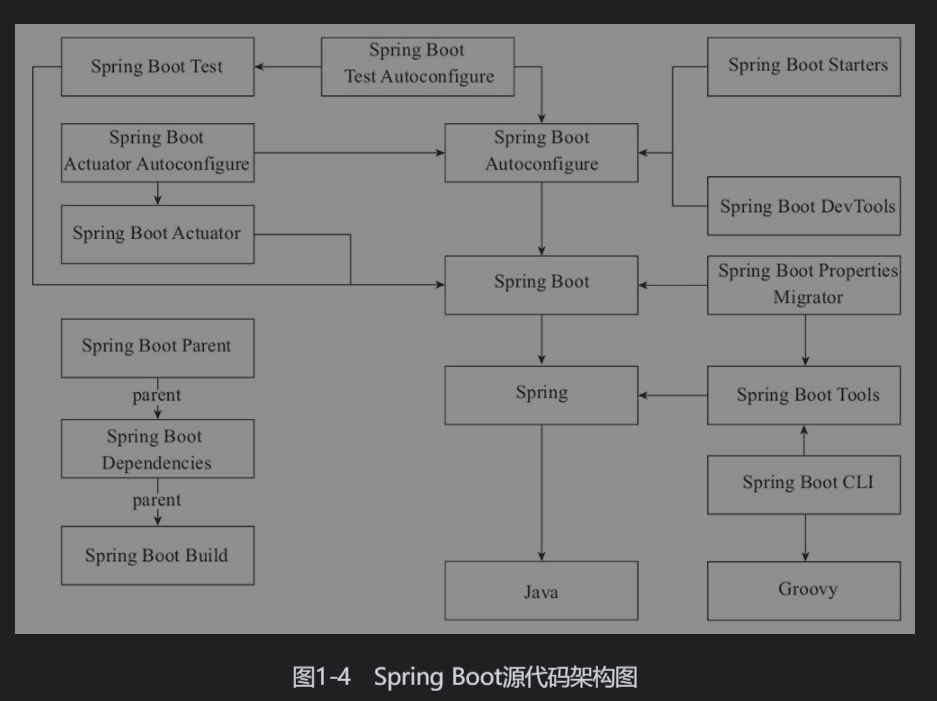 Spring Boot Test
Spring Boot
Test Autoconfigure
Spring Boot Starters
Spring Boot
Actuator Autoconfigure
Spring Boot
Autoconfigure
Spring Boot DevTools
Spring Boot Actuator
Spring Boot
Spring Boot Properties
Migrator
Spring Boot Parent
parent
Spring
Spring Boot Tools
Spring Boot
Dependencies
parent
Spring Boot CLI
Spring Boot Build
Java
Groovy
图1-4 Spring Boot源代码架构图